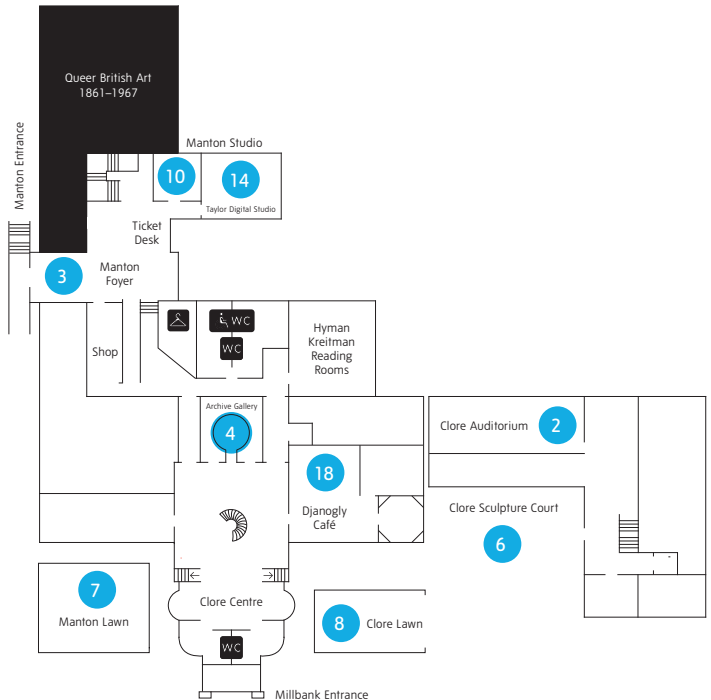 Queer British Art
1861–1967
Manton Entrance
Manton Studio
10
14
Taylor Digital Studio
Ticket
Desk
3
Manton
Foyer
WC
WC
Hyman
Kreitman
Reading
Rooms
Shop
Archive Gallery
4
Clore Auditorium
2
18
Djanogly
Café
Clore Sculpture Court
6
7
Manton Lawn
Clore Centre
8
Clore Lawn
WC
Millbank Entrance